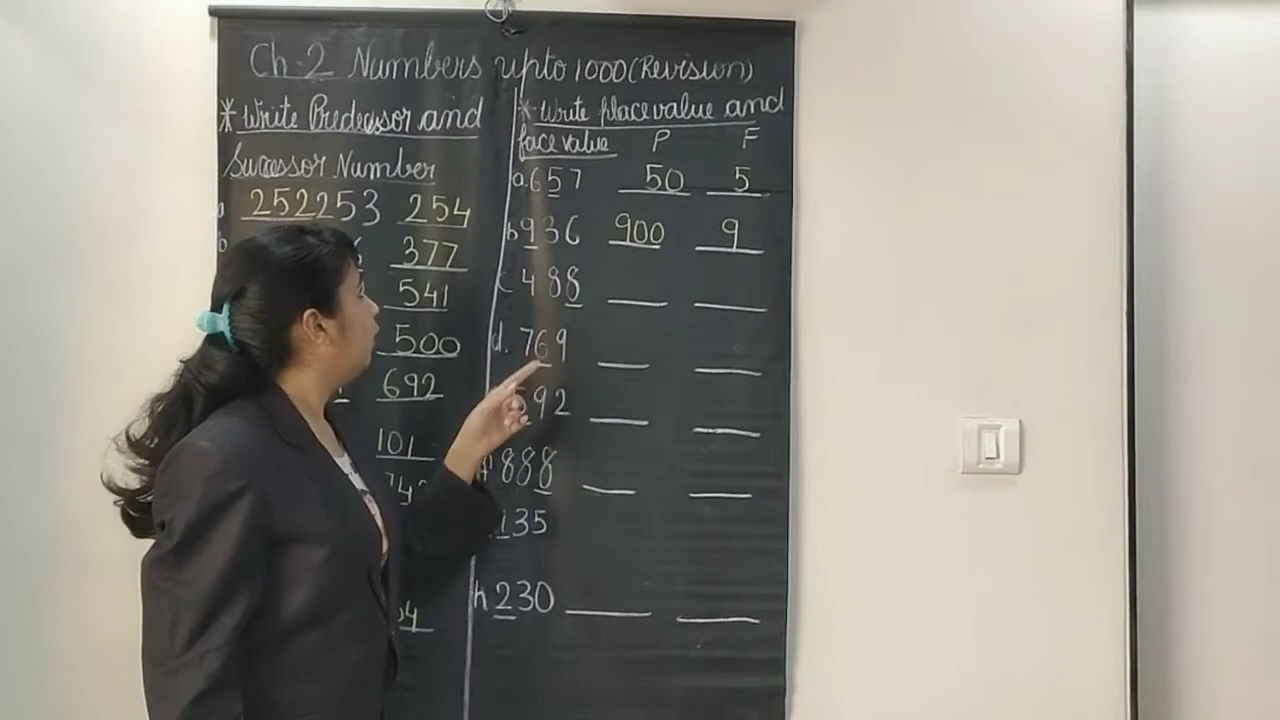 Ch-2 Numbers upto 1000 (Revision)
* Write Predecssor and
Successor Number
a 252 253 254
b 377
541
500
692
101
* Write place value and
face value P F
a. 657 50 5
b 936 900 9
c 488
d. 769
592
888
135
h 230